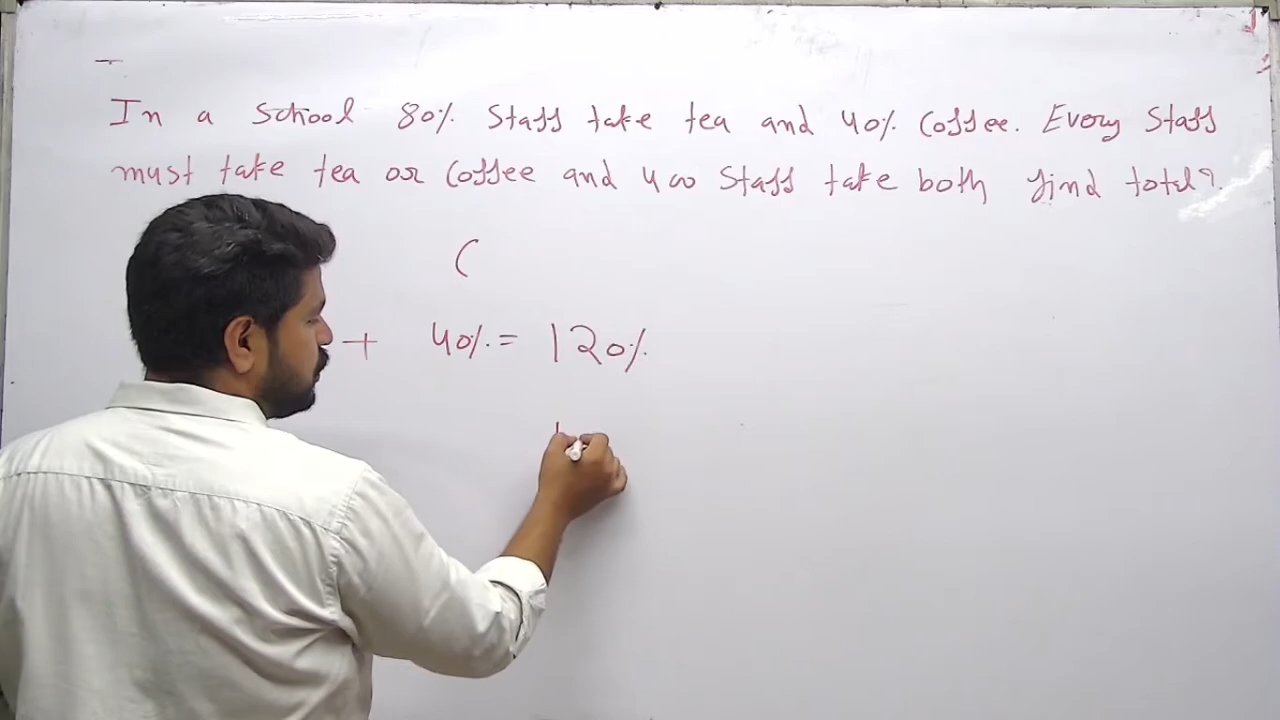 In a school 80% Staff take tea and 40% Coffee. Every Staff
must take tea or Coffee and 400 Staff take both find total?
C
+ 40% = 120%